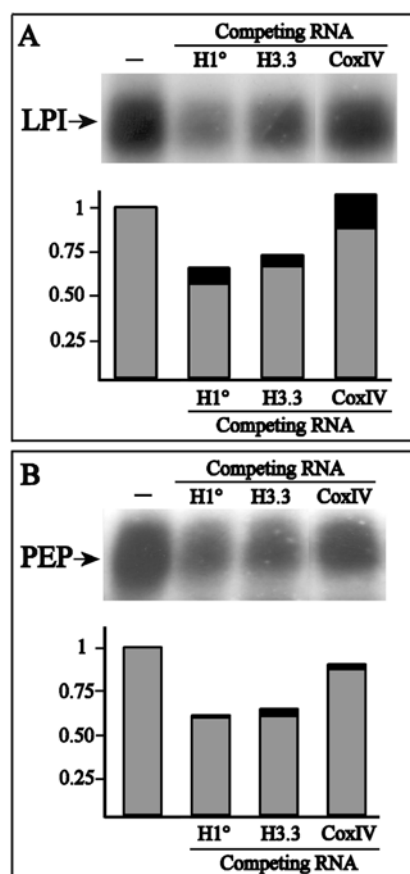 A
Competing RNA
– H1° H3.3 CoxIV
LPI
1
0.75
0.50
0.25
H1° H3.3 CoxIV
Competing RNA
B
Competing RNA
– H1° H3.3 CoxIV
PEP
1
0.75
0.50
0.25
H1° H3.3 CoxIV
Competing RNA